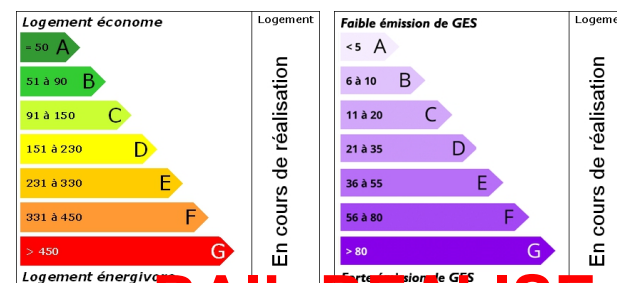 Logement économe
Logement
≈ 50 A
51 à 90 B
91 à 150 C
151 à 230 D
231 à 330 E
331 à 450 F
> 450 G
En cours de réalisation
Logement énergivore
Faible émission de GES
Logeme
< 5 A
6 à 10 B
11 à 20 C
21 à 35 D
36 à 55 E
56 à 80 F
> 80 G
En cours de réalisation
Forte émission de GES